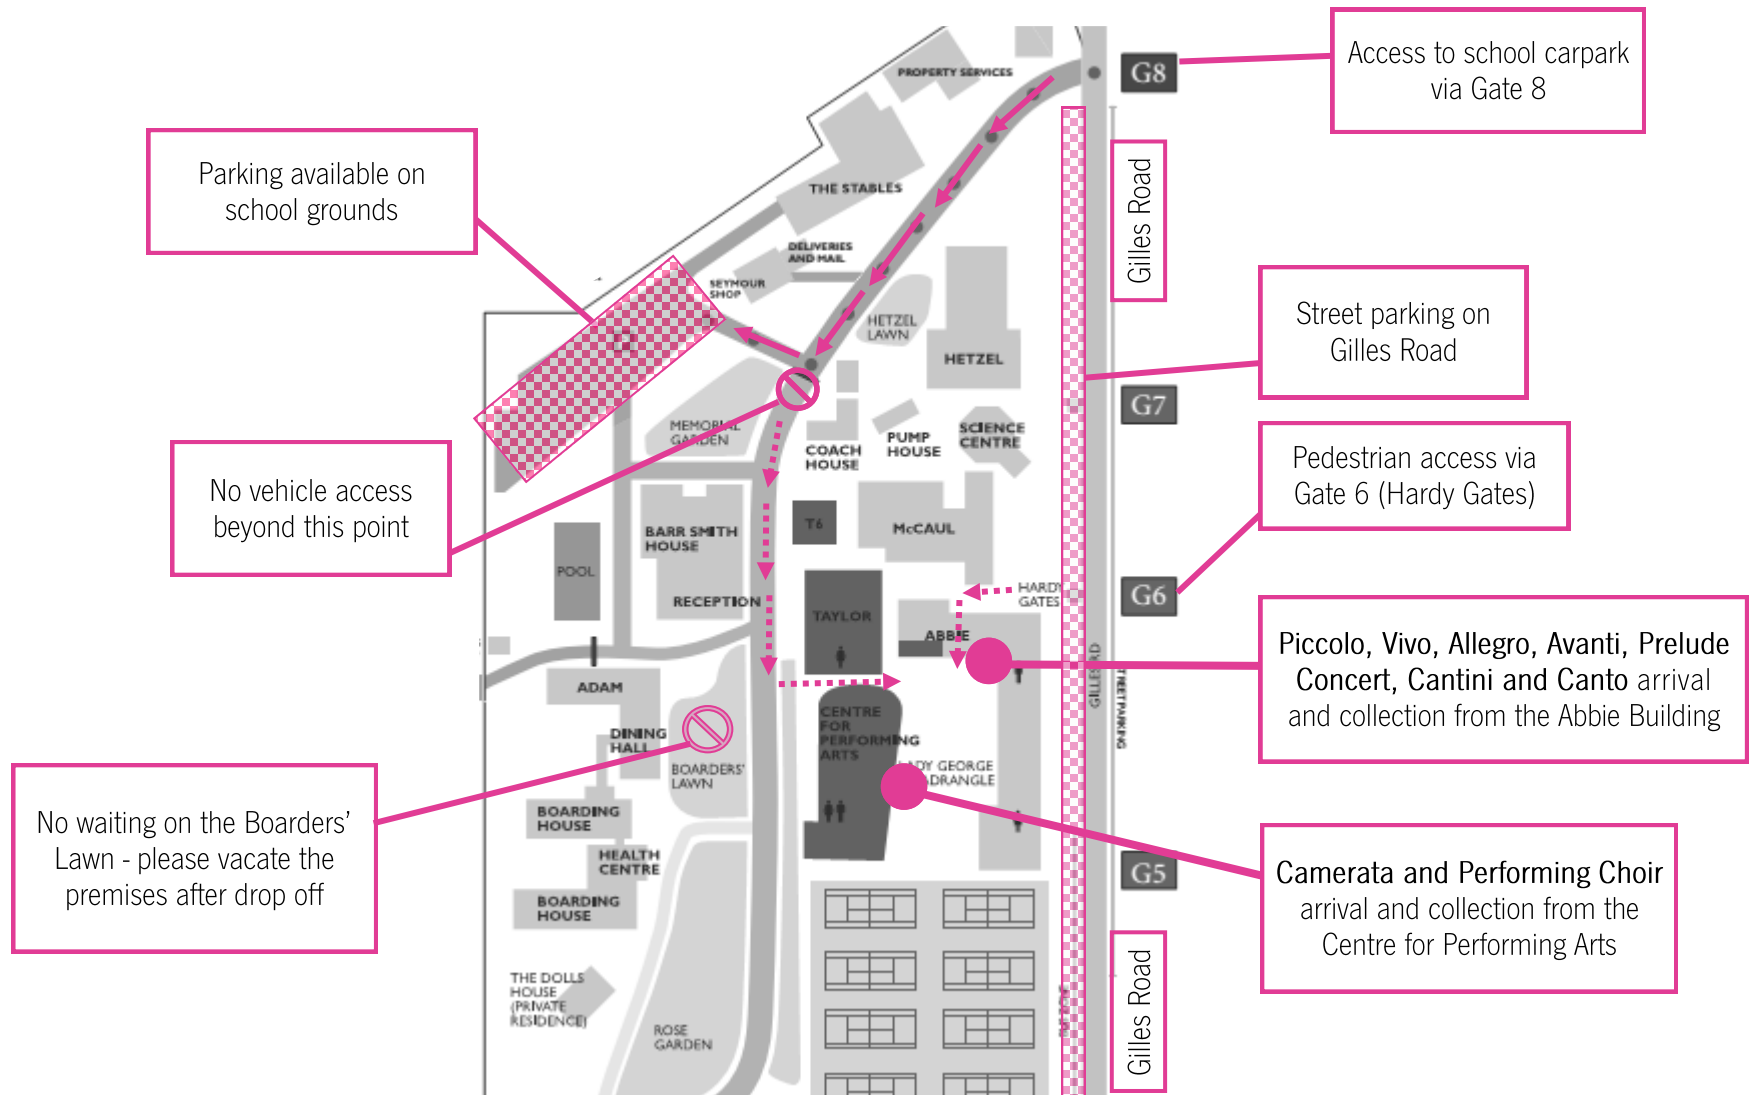 Access to school carpark
via Gate 8
G8
PROPERTY SERVICES
Parking available on
school grounds
THE STABLES
Gilles Road
DELIVERIES
AND MAIL
SEYMOUR
SHOP
HETZEL
LAWN
HETZEL
Street parking on
Gilles Road
G7
MEMORIAL
GARDEN
COACH
HOUSE
PUMP
HOUSE
SCIENCE
CENTRE
Pedestrian access via
Gate 6 (Hardy Gates)
No vehicle access
beyond this point
BARR SMITH
HOUSE
T6
McCAUL
POOL
RECEPTION
TAYLOR
HARDY
GATES
G6
ABBIE
Piccolo, Vivo, Allegro, Avanti, Prelude
Concert, Cantini and Canto arrival
and collection from the Abbie Building
GILLES RD
STREET PARKING
ADAM
CENTRE
FOR
PERFORMING
ARTS
DINING
HALL
BOARDERS'
LAWN
LADY GEORGE
QUADRANGLE
No waiting on the Boarders'
Lawn - please vacate the
premises after drop off
BOARDING
HOUSE
HEALTH
CENTRE
BOARDING
HOUSE
G5
Camerata and Performing Choir
arrival and collection from the
Centre for Performing Arts
THE DOLLS
HOUSE
(PRIVATE
RESIDENCE)
ROSE
GARDEN
Gilles Road